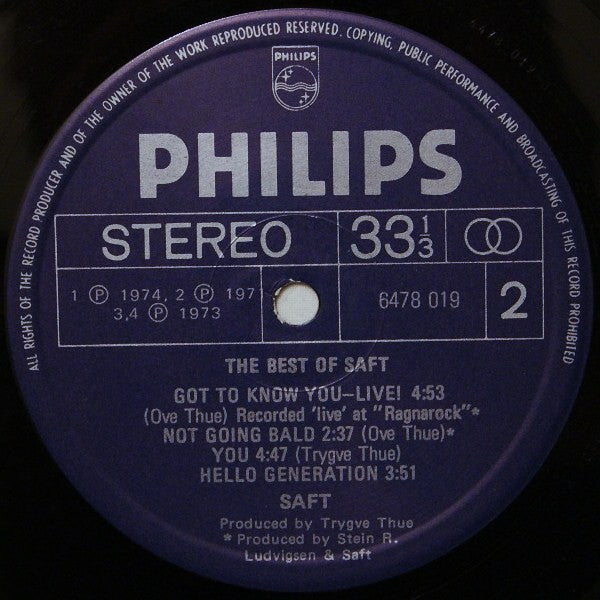 ALL RIGHTS OF THE RECORD PRODUCER AND OF THE OWNER OF THE WORK REPRODUCED RESERVED. COPYING, PUBLIC PERFORMANCE AND BROADCASTING OF THIS RECORD PROHIBITED
PHILIPS
PHILIPS
STEREO 33⅓
1 Ⓟ 1974, 2 Ⓟ 197
3,4 Ⓟ 1973
6478 019 2
THE BEST OF SAFT
GOT TO KNOW YOU–LIVE! 4:53
(Ove Thue) Recorded 'live' at "Ragnarock"*
NOT GOING BALD 2:37 (Ove Thue)*
YOU 4:47 (Trygve Thue)
HELLO GENERATION 3:51
SAFT
Produced by Trygve Thue
* Produced by Stein R.
Ludvigsen & Saft